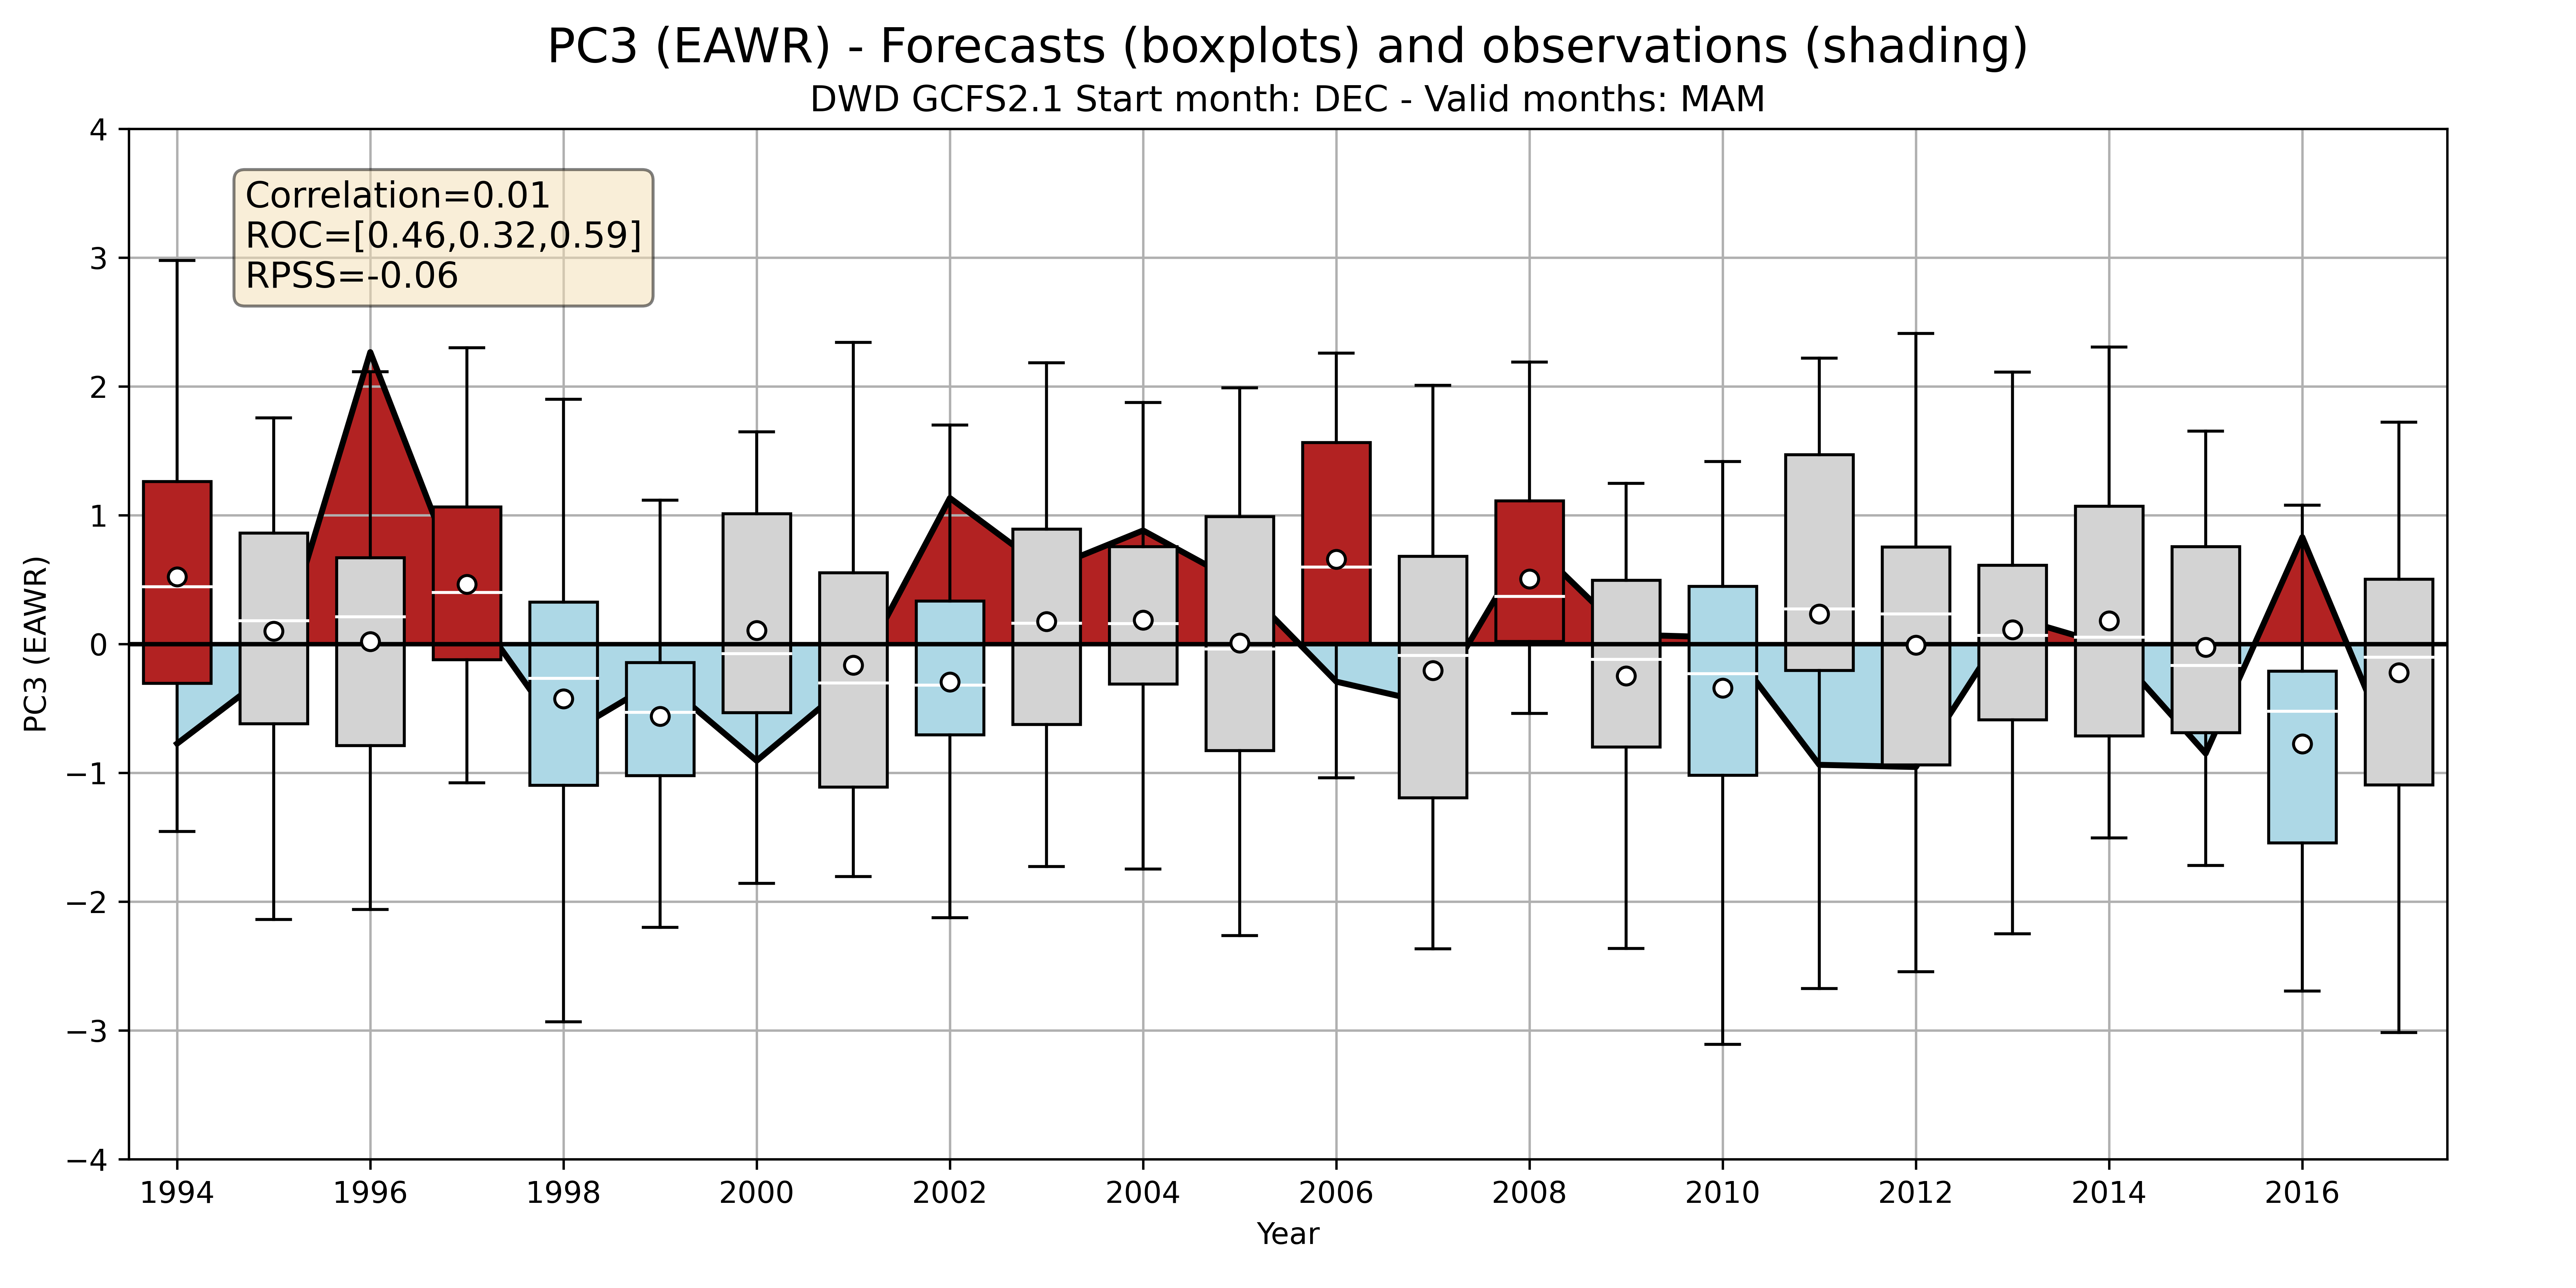 PC3 (EAWR) - Forecasts (boxplots) and observations (shading)
DWD GCFS2.1 Start month: DEC - Valid months: MAM
Correlation=0.01
ROC=[0.46,0.32,0.59]
RPSS=-0.06
PC3 (EAWR)
4
3
2
1
0
−1
−2
−3
−4
1994 1996 1998 2000 2002 2004 2006 2008 2010 2012 2014 2016
Year